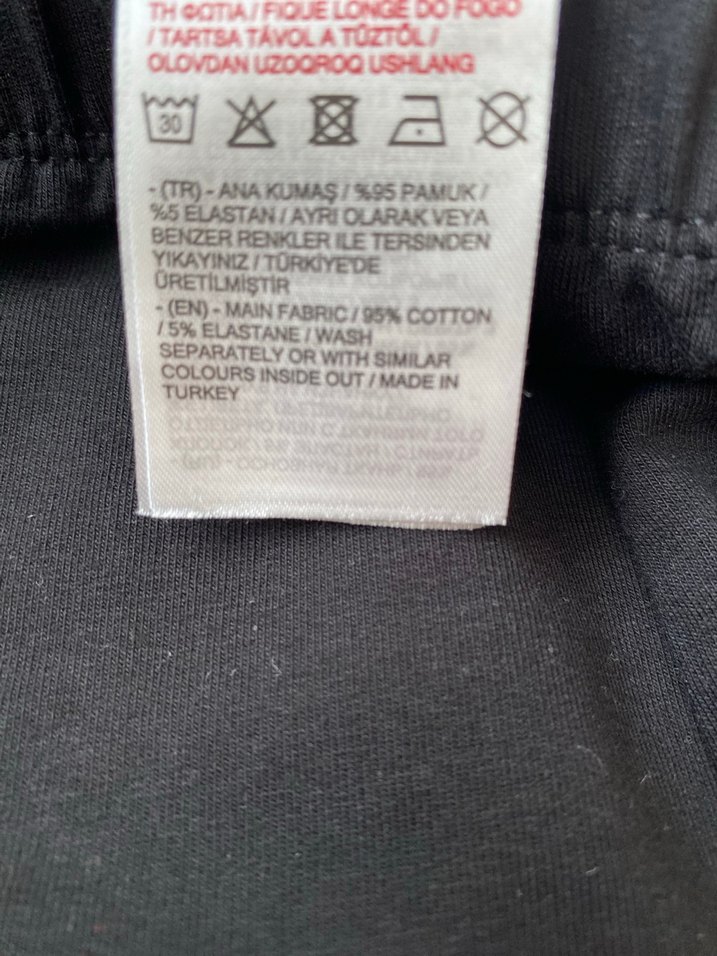 ΤΗ ΦΩΤΙΑ / FIQUE LONGE DO FOGO
/ TARTSA TÁVOL A TŰZTŐL /
OLOVDAN UZOQROQ USHLANG
30
- (TR) - ANA KUMAŞ / %95 PAMUK /
%5 ELASTAN / AYRI OLARAK VEYA
BENZER RENKLER ILE TERSINDEN
YIKAYINIZ / TÜRKİYE'DE
ÜRETİLMİŞTİR
- (EN) - MAIN FABRIC / 95% COTTON
/ 5% ELASTANE / WASH
SEPARATELY OR WITH SIMILAR
COLOURS INSIDE OUT / MADE IN
TURKEY